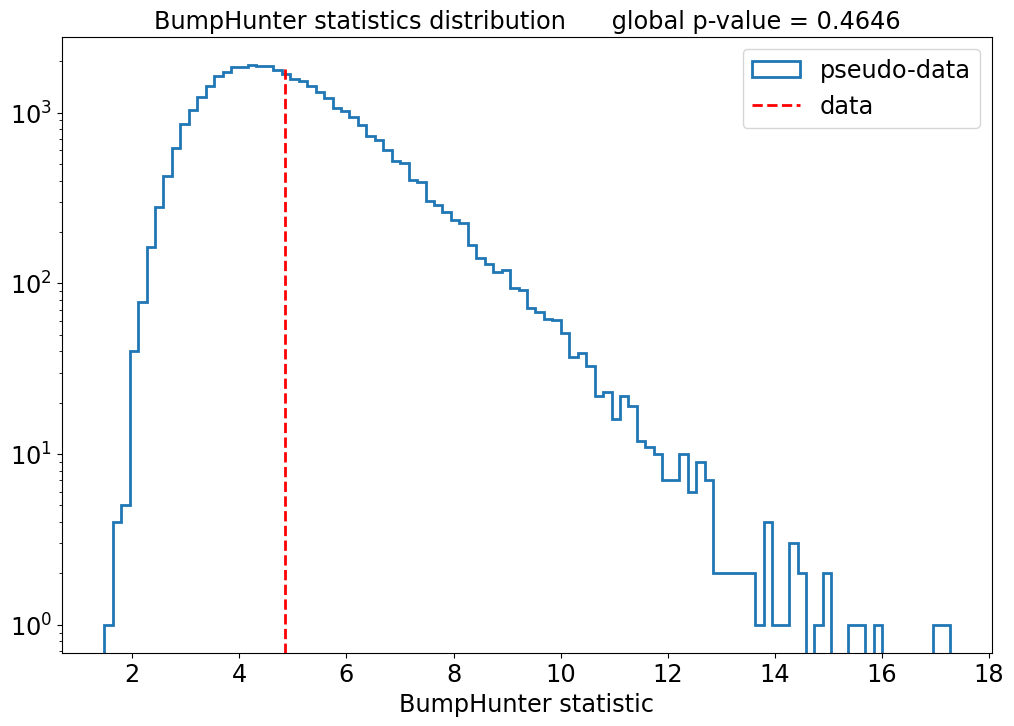 BumpHunter statistics distribution      global p-value = 0.4646
pseudo-data
data
10³
10²
10¹
10⁰
2 4 6 8 10 12 14 16 18
BumpHunter statistic